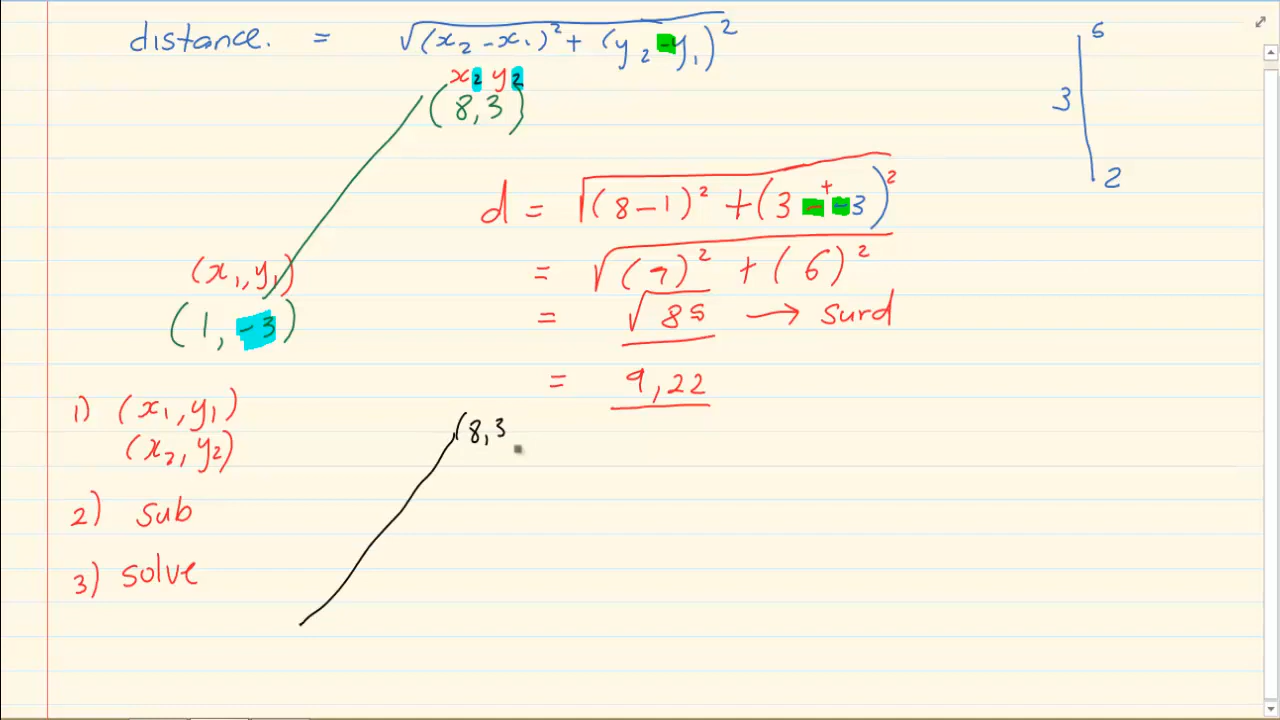 distance. = √(x₂ - x₁)² + (y₂ - y₁)²
x₂ y₂
(8,3)
5
3
2
d = √(8-1)² + (3 - + -3)²
(x₁, y₁)
= √(7)² + (6)²
(1, -3)
= √85 → surd
= 9,22
1) (x₁, y₁)
(x₂, y₂)
(8,3
2) sub
3) solve